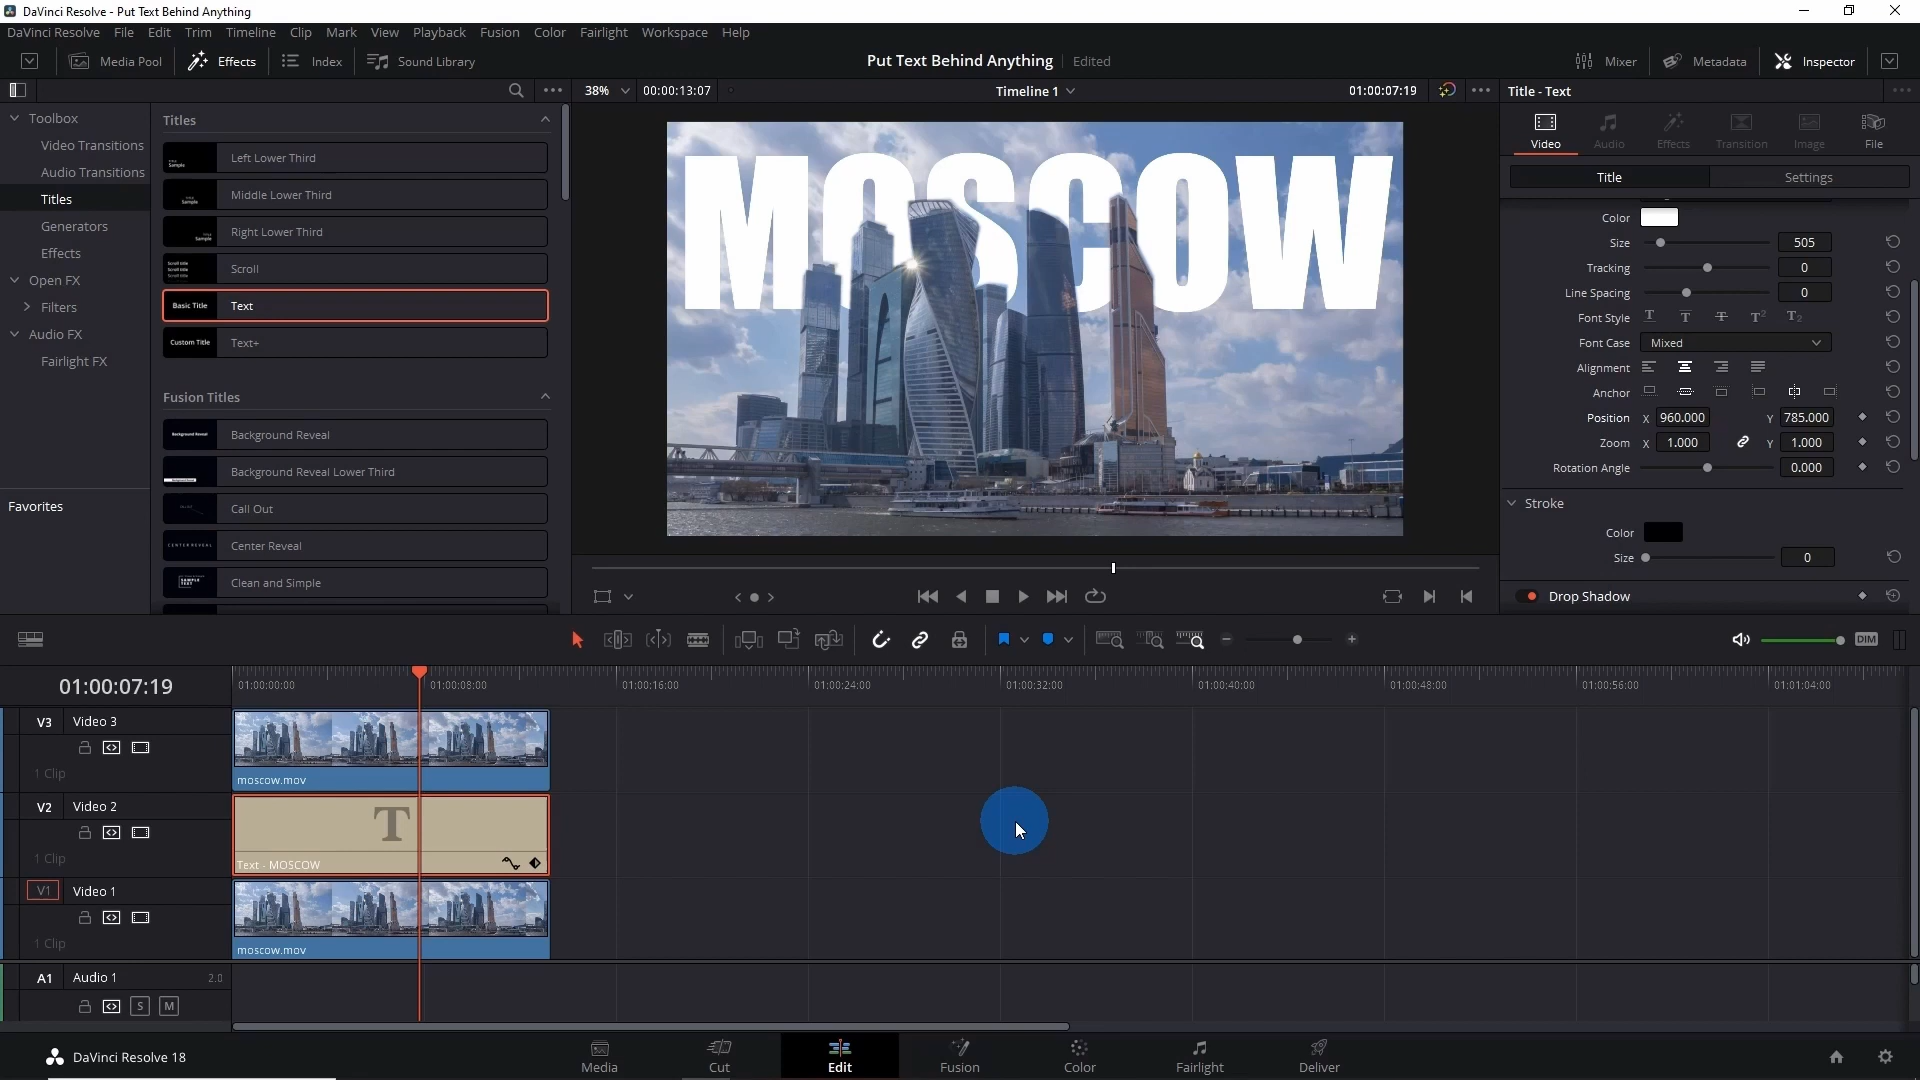 DaVinci Resolve - Put Text Behind Anything
DaVinci Resolve File Edit Trim Timeline Clip Mark View Playback Fusion Color Fairlight Workspace Help
Media Pool Effects Index Sound Library Put Text Behind Anything Edited Mixer Metadata Inspector
38% 00:00:13:07 Timeline 1 01:00:07:19 Title - Text
Toolbox
Video Transitions
Audio Transitions
Titles
Generators
Effects
Open FX
Filters
Audio FX
Fairlight FX
Favorites
Titles
Left Lower Third
Middle Lower Third
Right Lower Third
Scroll
Basic Title Text
Custom Title Text+
Fusion Titles
Background Reveal
Background Reveal Lower Third
Call Out
Center Reveal
Clean and Simple
MOSCOW
Video Audio Effects Transition Image File
Title Settings
Color
Size 505
Tracking 0
Line Spacing 0
Font Style T T T T² T₂
Font Case Mixed
Alignment
Anchor
Position X 960.000 Y 785.000
Zoom X 1.000 Y 1.000
Rotation Angle 0.000
Stroke
Color
Size 0
Drop Shadow
DIM
01:00:07:19 01:00:00:00 01:00:08:00 01:00:16:00 01:00:24:00 01:00:32:00 01:00:40:00 01:00:48:00 01:00:56:00 01:01:04:00
V3 Video 3
1 Clip
moscow.mov
V2 Video 2
T
1 Clip
Text - MOSCOW
V1 Video 1
1 Clip
moscow.mov
A1 Audio 1 2.0
S M
DaVinci Resolve 18 Media Cut Edit Fusion Color Fairlight Deliver